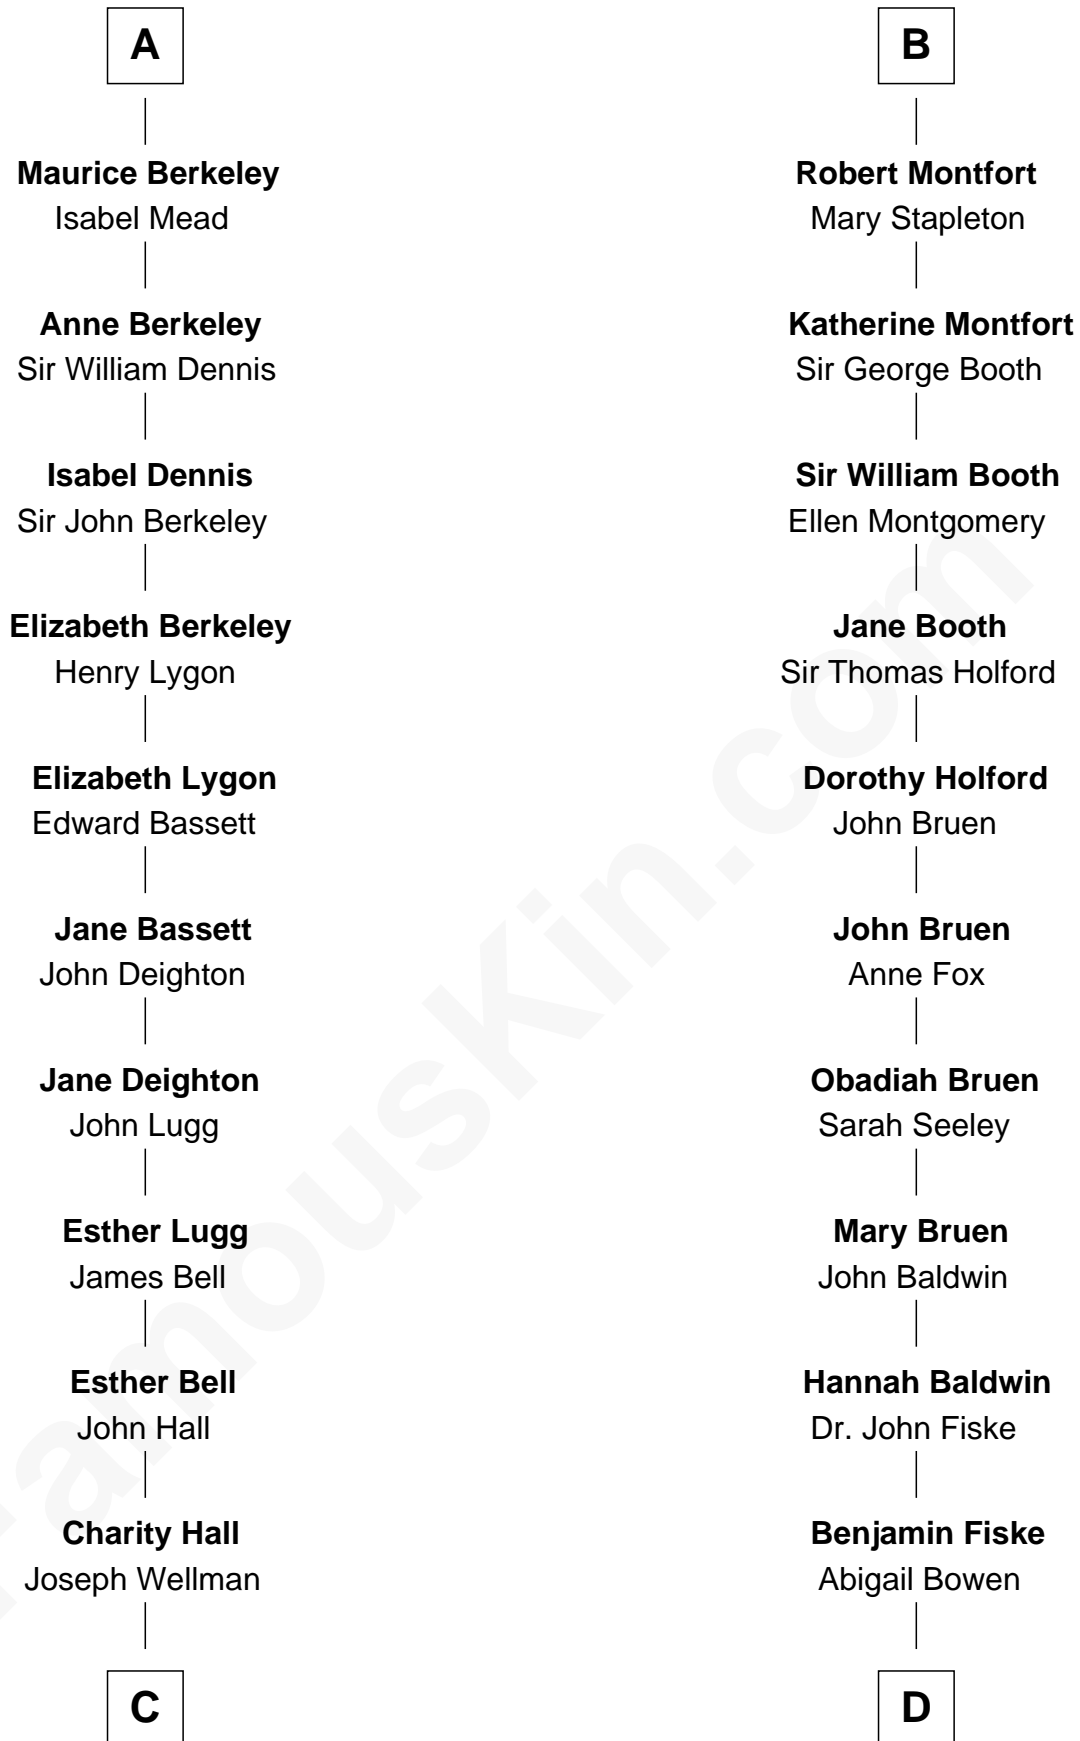 A
Maurice Berkeley
Isabel Mead
Anne Berkeley
Sir William Dennis
Isabel Dennis
Sir John Berkeley
Elizabeth Berkeley
Henry Lygon
Elizabeth Lygon
Edward Bassett
Jane Bassett
John Deighton
Jane Deighton
John Lugg
Esther Lugg
James Bell
Esther Bell
John Hall
Charity Hall
Joseph Wellman
C
B
Robert Montfort
Mary Stapleton
Katherine Montfort
Sir George Booth
Sir William Booth
Ellen Montgomery
Jane Booth
Sir Thomas Holford
Dorothy Holford
John Bruen
John Bruen
Anne Fox
Obadiah Bruen
Sarah Seeley
Mary Bruen
John Baldwin
Hannah Baldwin
Dr. John Fiske
Benjamin Fiske
Abigail Bowen
D
FamousKin.com